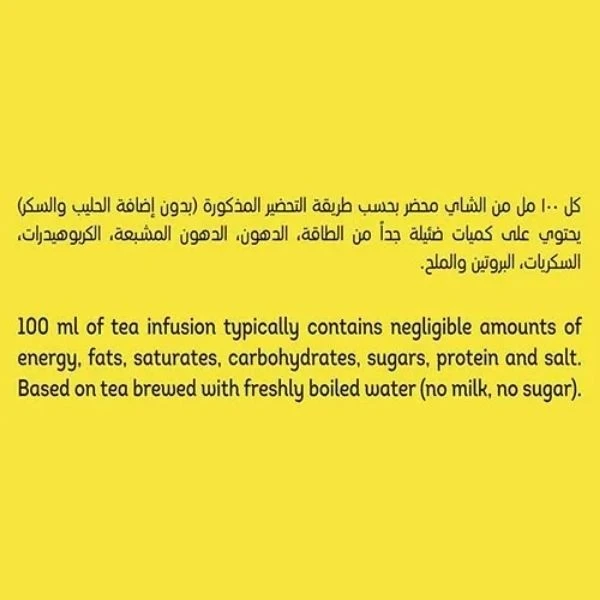 كل ١٠٠ مل من الشاي محضر بحسب طريقة التحضير المذكورة (بدون إضافة الحليب والسكر)
يحتوي على كميات ضئيلة جداً من الطاقة، الدهون، الدهون المشبعة، الكربوهيدرات،
السكريات، البروتين والملح.
100 ml of tea infusion typically contains negligible amounts of
energy, fats, saturates, carbohydrates, sugars, protein and salt.
Based on tea brewed with freshly boiled water (no milk, no sugar).